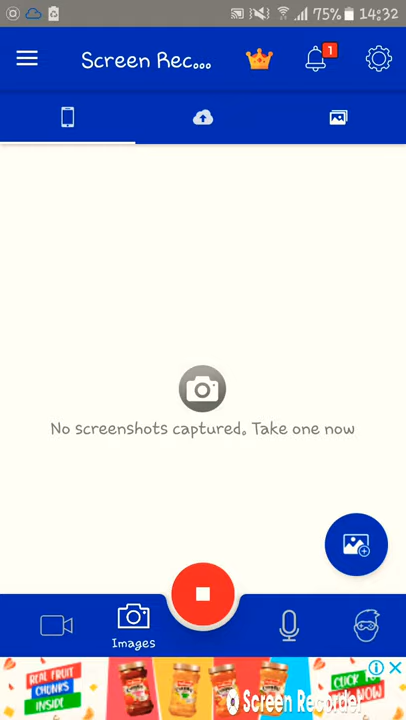 75% 14:32
Screen Rec...
1
No screenshots captured. Take one now
Images
REAL FRUIT
CHUNKS
INSIDE
CLICK TO
NOW
Screen Recorder